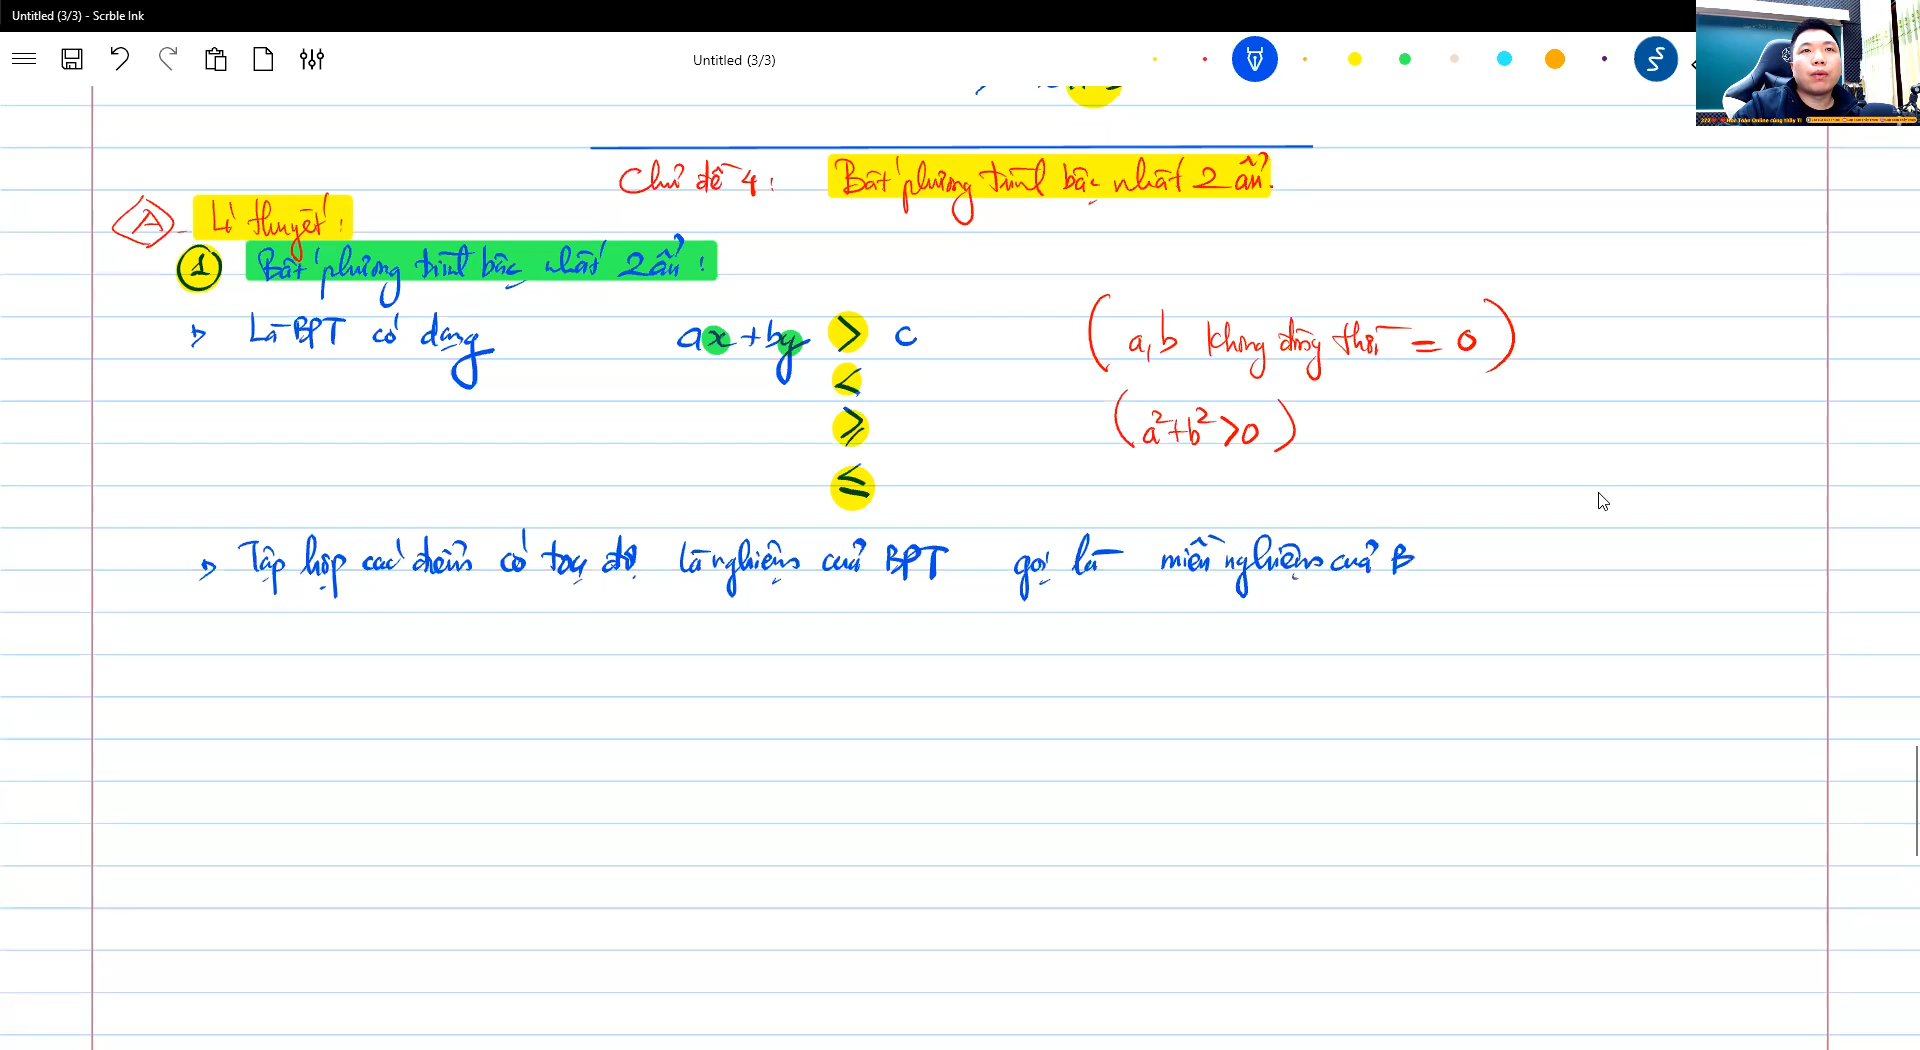 Untitled (3/3) - Scrble Ink
Untitled (3/3)
Chủ đề 4: Bất phương trình bậc nhất 2 ẩn.
A - Lí thuyết:
1 Bất phương trình bậc nhất 2 ẩn:
Là BPT có dạng ax + by > c (a, b không đồng thời = 0)
<
≥ (a² + b² > 0)
≤
Tập hợp các điểm có toạ độ là nghiệm của BPT gọi là miền nghiệm của B